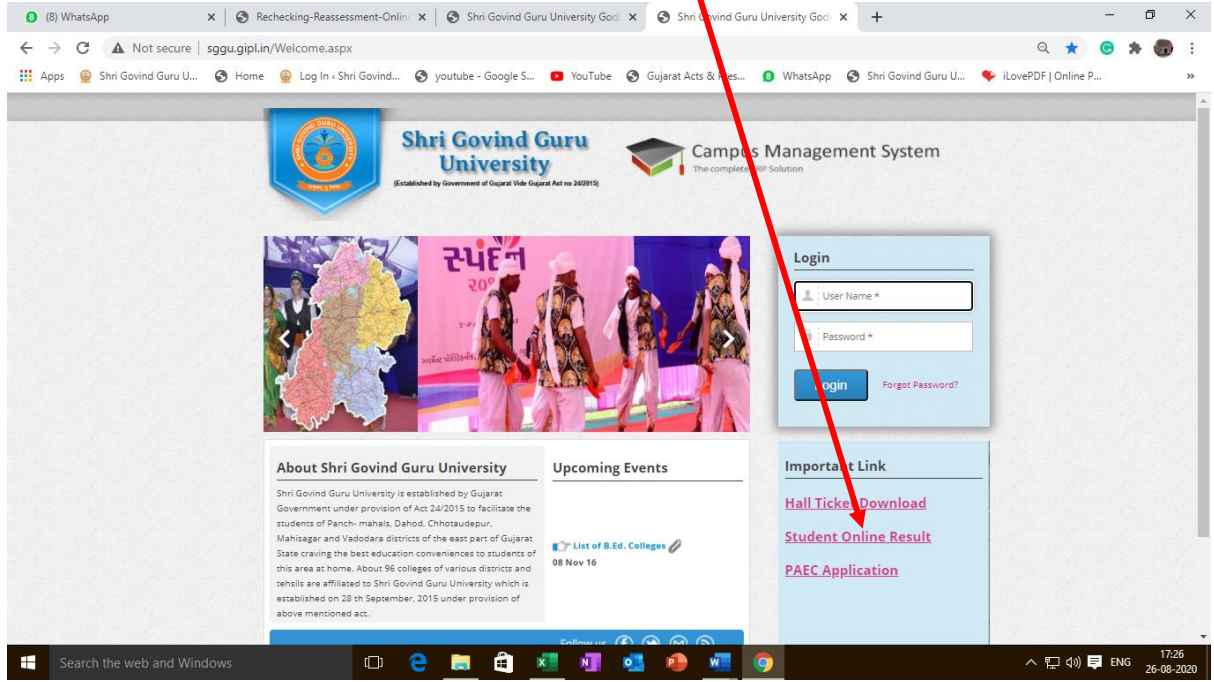 (8) WhatsApp
Rechecking-Reassessment-Onlin
Shri Govind Guru University God
Shri Govind Guru University God
Not secure | sggu.gipl.in/Welcome.aspx
Apps
Shri Govind Guru U...
Home
Log In ‹ Shri Govind...
youtube - Google S...
YouTube
Gujarat Acts & Rules...
WhatsApp
Shri Govind Guru U...
iLovePDF | Online P...
Shri Govind Guru
University
(Established by Government of Gujarat Vide Gujarat Act no 24/2015)
Campus Management System
The complete ERP Solution
સ્પંદન
Login
User Name *
Password *
Login
Forgot Password?
About Shri Govind Guru University
Shri Govind Guru University is established by Gujarat
Government under provision of Act 24/2015 to facilitate the
students of Panch- mahals, Dahod, Chhotaudepur,
Mahisagar and Vadodara districts of the east part of Gujarat
State craving the best education conveniences to students of
this area at home. About 96 colleges of various districts and
tehsils are affiliated to Shri Govind Guru University which is
established on 28 th September, 2015 under provision of
above mentioned act.
Upcoming Events
List of B.Ed. Colleges
08 Nov 16
Important Link
Hall Ticket Download
Student Online Result
PAEC Application
Follow us
Search the web and Windows
ENG
17:26
26-08-2020